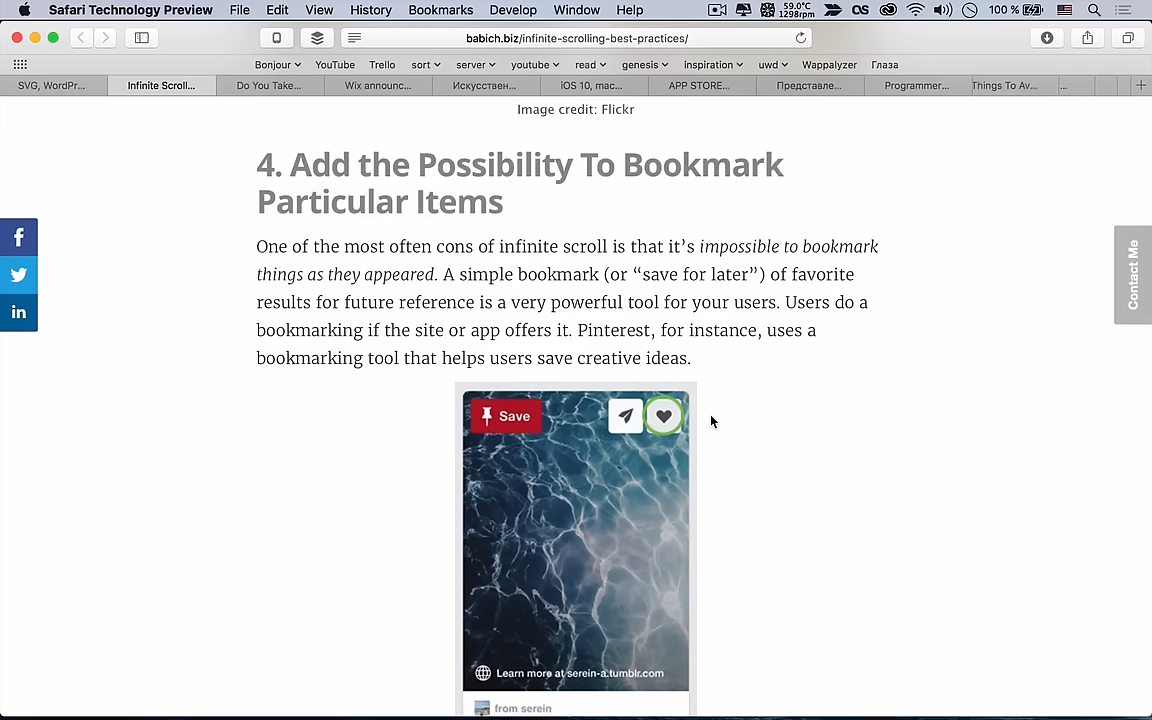 Safari Technology Preview File Edit View History Bookmarks Develop Window Help 59.0°C 1298rpm OS 100 %
babich.biz/infinite-scrolling-best-practices/
Bonjour YouTube Trello sort server youtube read genesis inspiration uwd Wappalyzer Глаза
SVG, WordPr... Infinite Scroll... Do You Take... Wix announc... Искусствен... iOS 10, mac... APP STORE... Представле... Programmer... Things To Av... ...
Image credit: Flickr
4. Add the Possibility To Bookmark
Particular Items
One of the most often cons of infinite scroll is that it’s impossible to bookmark
things as they appeared. A simple bookmark (or “save for later”) of favorite
results for future reference is a very powerful tool for your users. Users do a
bookmarking if the site or app offers it. Pinterest, for instance, uses a
bookmarking tool that helps users save creative ideas.
Contact Me
Save
Learn more at serein-a.tumblr.com
from serein